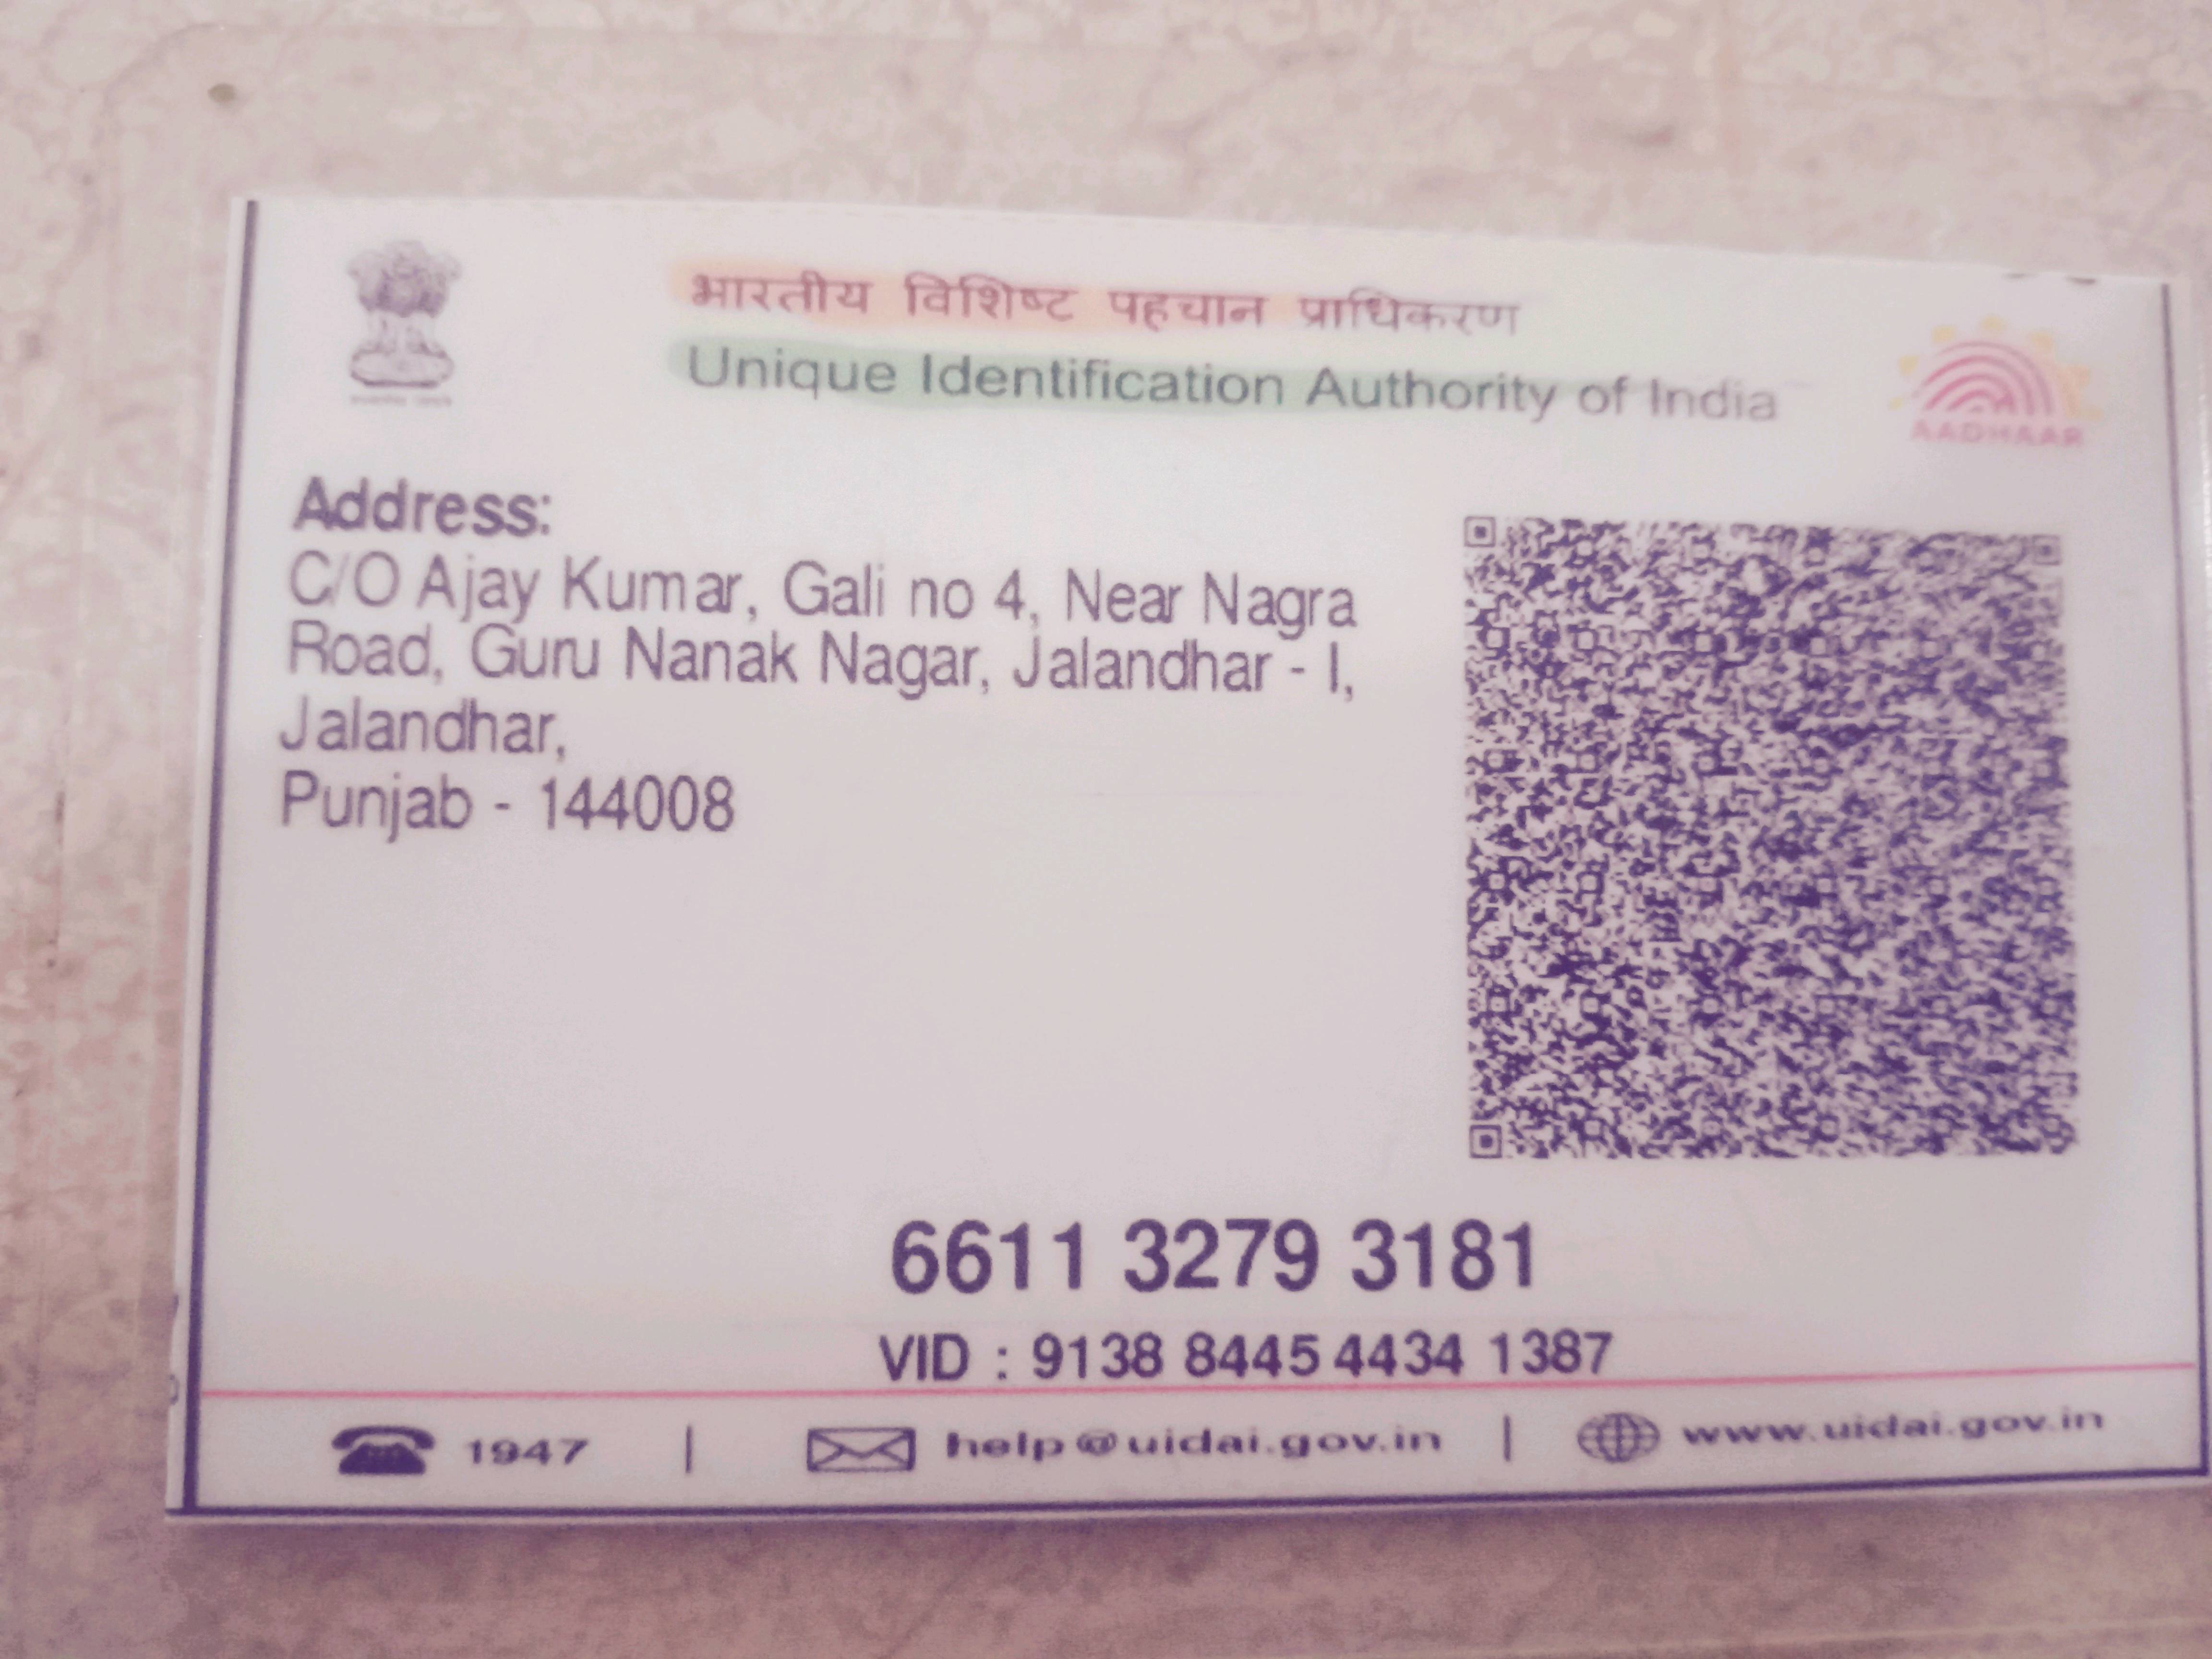 भारतीय विशिष्ट पहचान प्राधिकरण
Unique Identification Authority of India
AADHAAR
Address:
C/O Ajay Kumar, Gali no 4, Near Nagra
Road, Guru Nanak Nagar, Jalandhar - I,
Jalandhar,
Punjab - 144008
6611 3279 3181
VID : 9138 8445 4434 1387
1947 | help@uidai.gov.in | www.uidai.gov.in